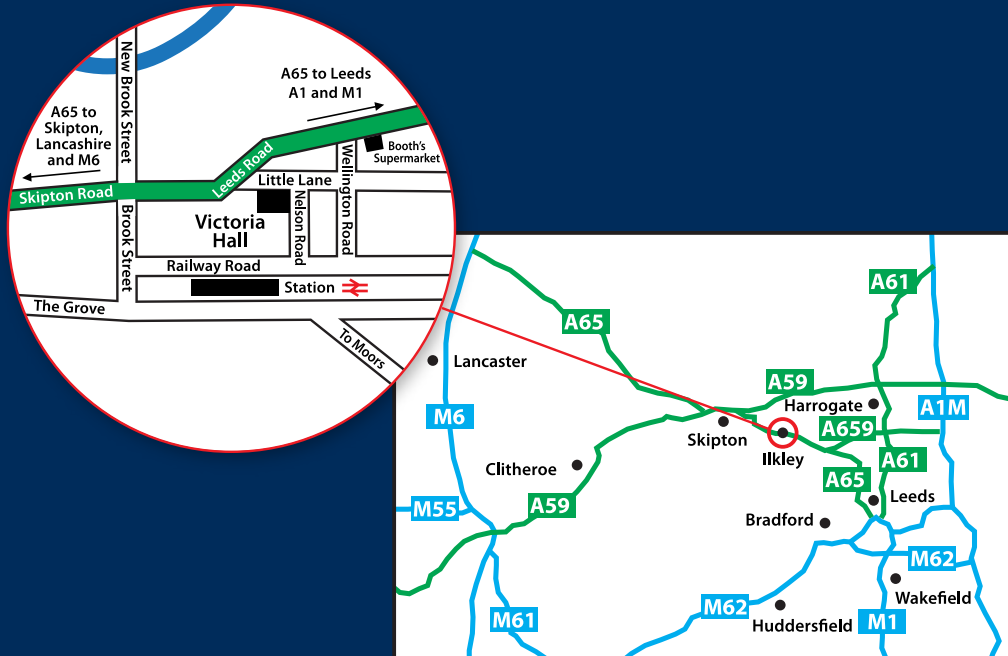 New Brook Street
A65 to Leeds
A1 and M1
A65 to
Skipton,
Lancashire
and M6
Booth's
Supermarket
Leeds Road
Wellington Road
Little Lane
Skipton Road
Nelson Road
Victoria
Hall
Brook Street
Railway Road
Station
The Grove
To Moors
A61
A65
Lancaster
A59
Harrogate
A1M
M6
Skipton
A659
Ilkley
Clitheroe
A61
A65
Leeds
A59
M55
Bradford
M62
Wakefield
M62
Huddersfield
M61
M1